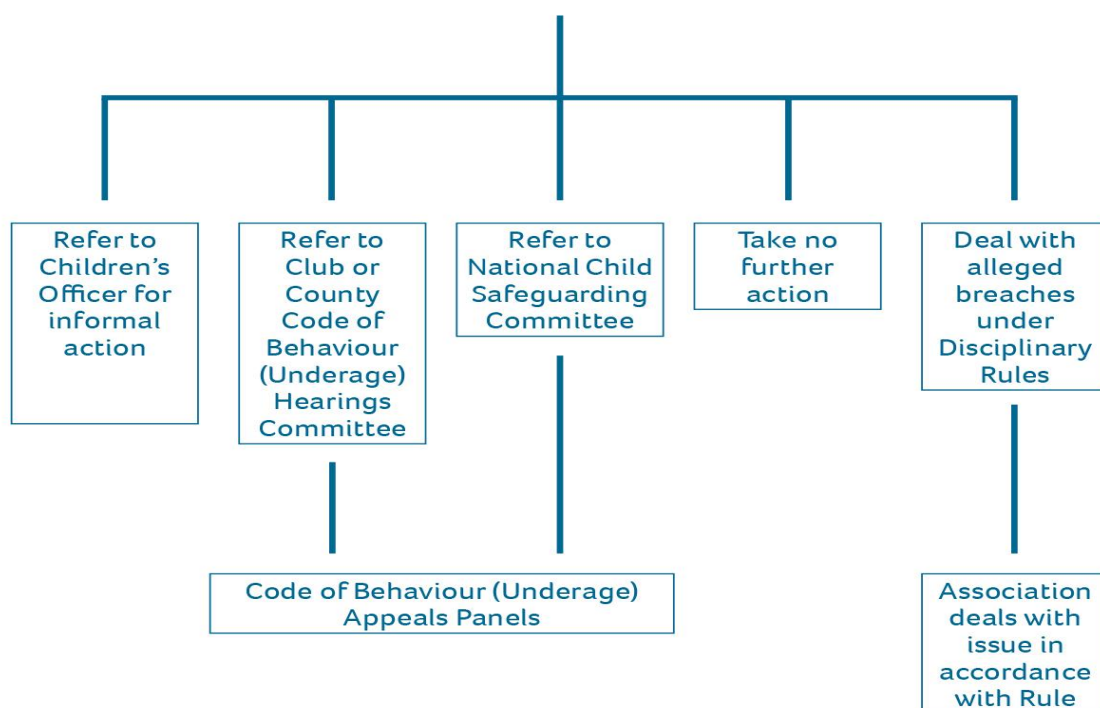 Refer to
Children’s
Officer for
informal
action
Refer to
Club or
County
Code of
Behaviour
(Underage)
Hearings
Committee
Refer to
National Child
Safeguarding
Committee
Take no
further
action
Deal with
alleged
breaches
under
Disciplinary
Rules
Code of Behaviour (Underage)
Appeals Panels
Association
deals with
issue in
accordance
with Rule